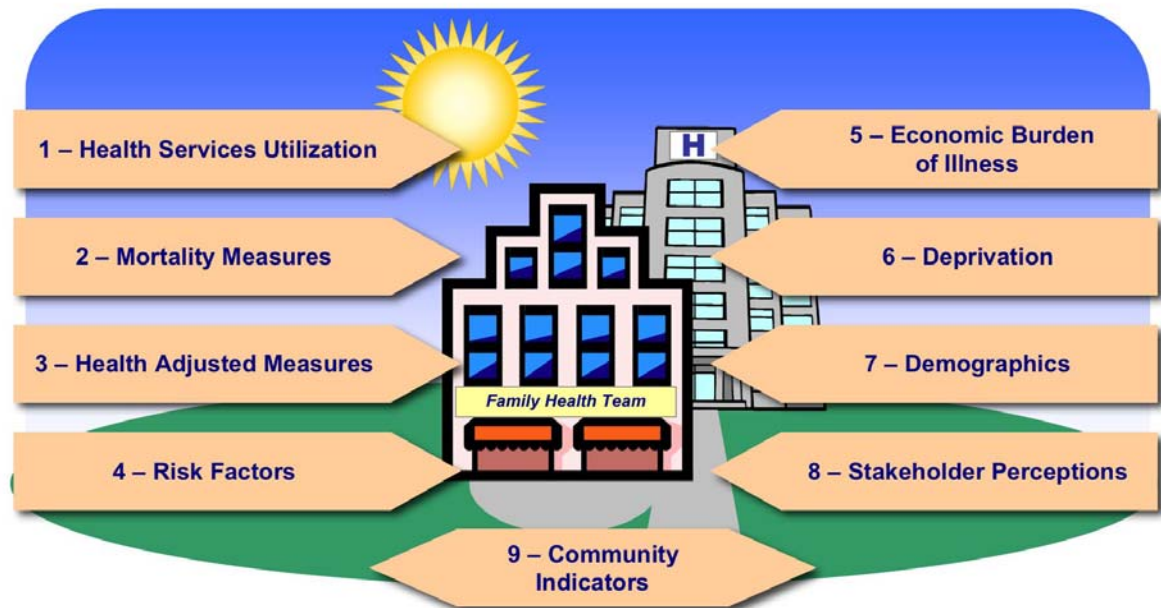 1 – Health Services Utilization
2 – Mortality Measures
3 – Health Adjusted Measures
4 – Risk Factors
H
Family Health Team
5 – Economic Burden
of Illness
6 – Deprivation
7 – Demographics
8 – Stakeholder Perceptions
9 – Community
Indicators